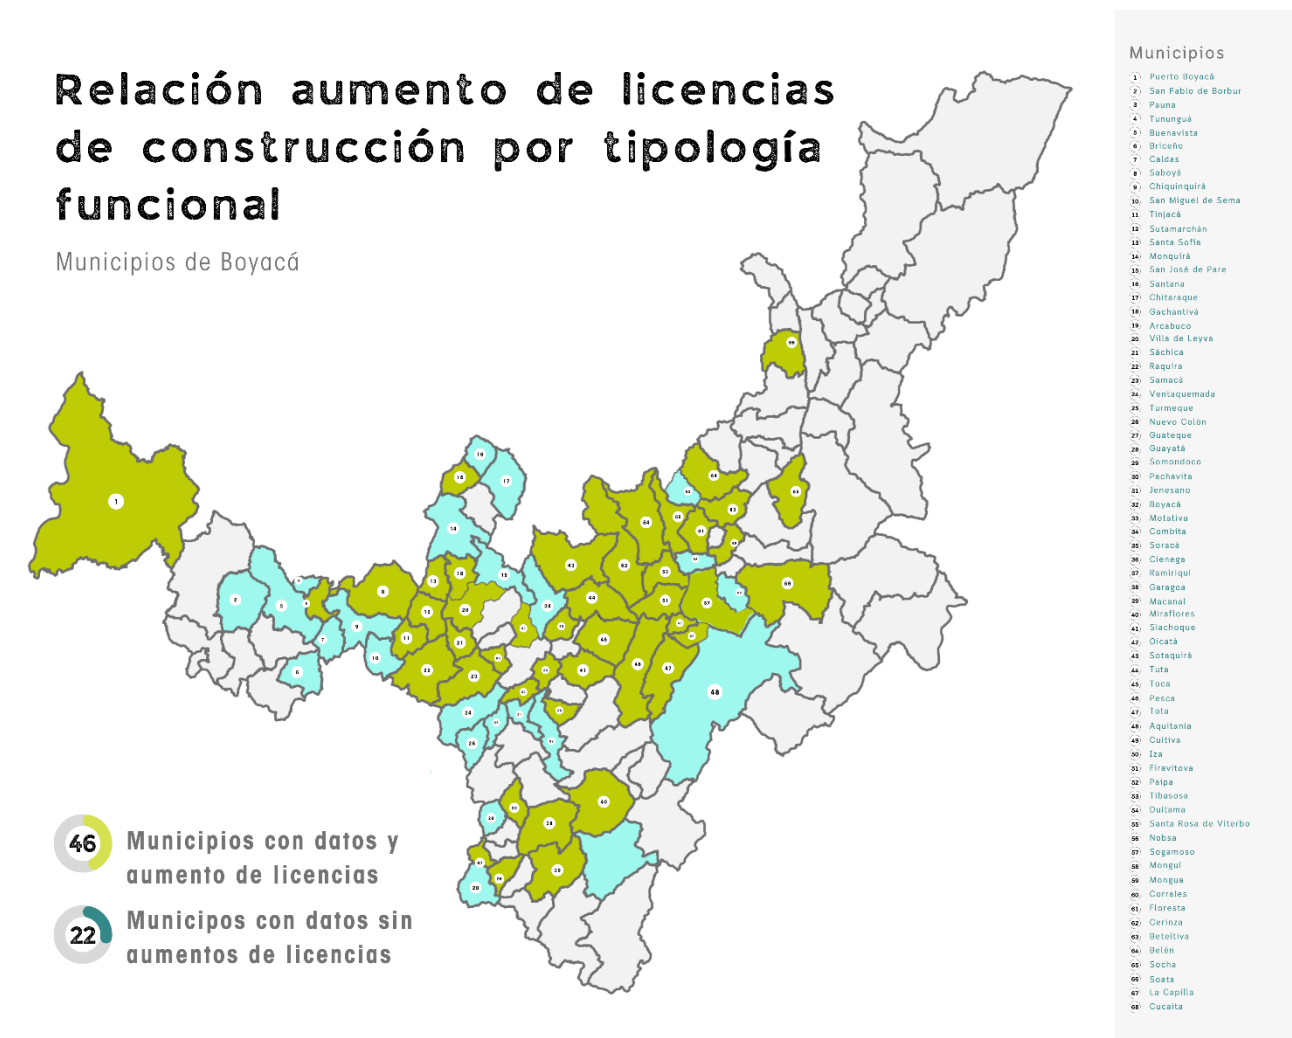 Relación aumento de licencias
de construcción por tipología
funcional
Municipios de Boyacá
46 Municipios con datos y
aumento de licencias
22 Municipos con datos sin
aumentos de licencias
Municipios
1 Puerto Boyacá
2 San Pablo de Borbur
3 Pauna
4 Tununguá
5 Buenavista
6 Briceño
7 Caldas
8 Saboyá
9 Chiquinquirá
10 San Miguel de Sema
11 Tinjacá
12 Sutamarchán
13 Santa Sofía
14 Monquirá
15 San José de Pare
16 Santana
17 Chitaraque
18 Gachantivá
19 Arcabuco
20 Villa de Leyva
21 Sáchica
22 Raquira
23 Samacá
24 Ventaquemada
25 Turmeque
26 Nuevo Colón
27 Guateque
28 Guayatá
29 Somondoco
30 Pachavita
31 Jenesano
32 Boyacá
33 Motativa
34 Combita
35 Soracá
36 Cienega
37 Ramiriquí
38 Garagoa
39 Macanal
40 Miraflores
41 Siachoque
42 Oicatá
43 Sotaquirá
44 Tuta
45 Toca
46 Pesca
47 Tota
48 Aquitania
49 Cuitiva
50 Iza
51 Firavitova
52 Paipa
53 Tibasosa
54 Duitama
55 Santa Rosa de Viterbo
56 Nobsa
57 Sogamoso
58 Monguí
59 Mongua
60 Corrales
61 Floresta
62 Cerinza
63 Beteitiva
64 Belén
65 Socha
66 Soata
67 La Capilla
68 Cucaita